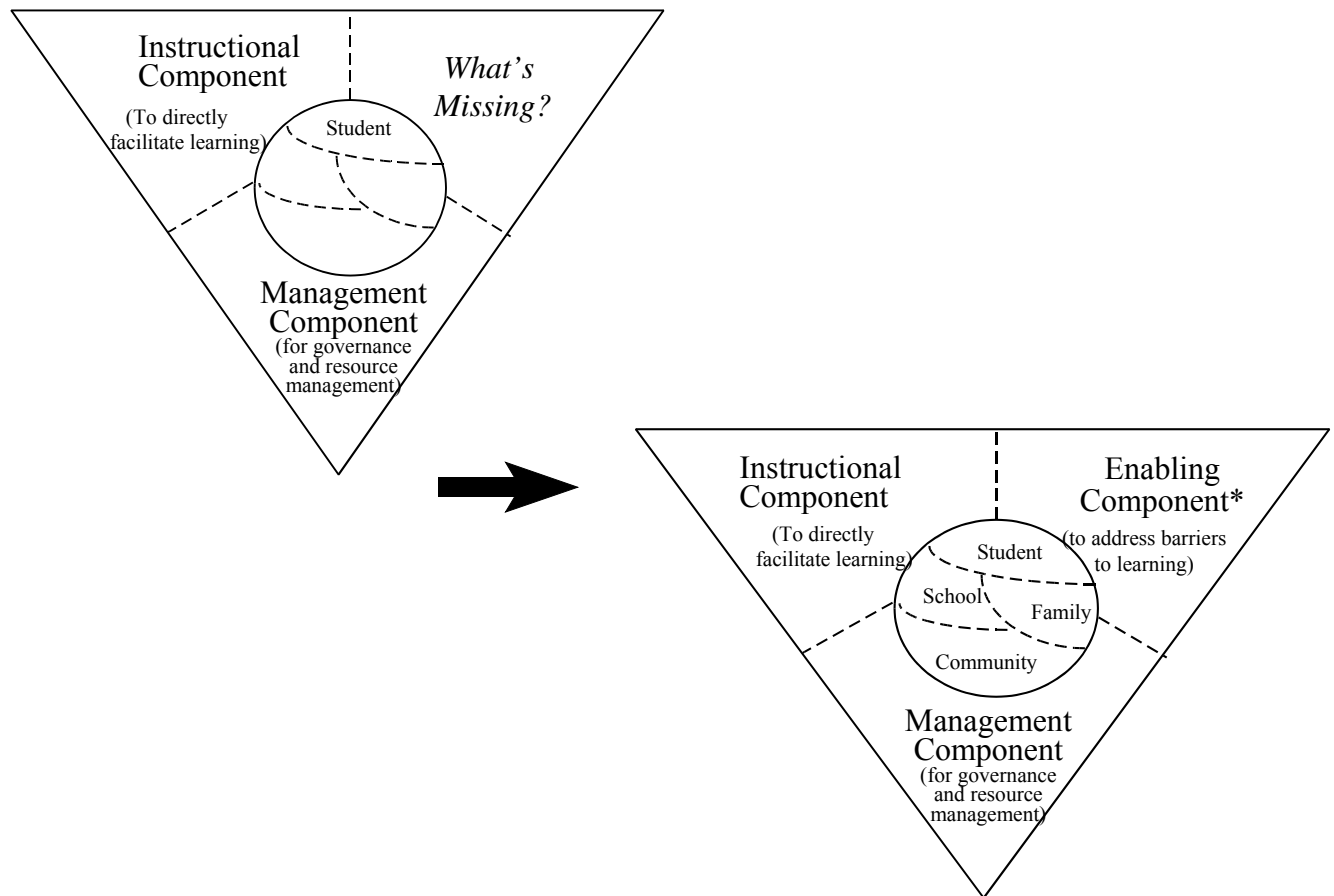 Instructional
Component
(To directly
facilitate learning)
What's
Missing?
Student
Management
Component
(for governance
and resource
management)
Instructional
Component
(To directly
facilitate learning)
Enabling
Component*
(to address barriers
to learning)
Student
School
Family
Community
Management
Component
(for governance
and resource
management)